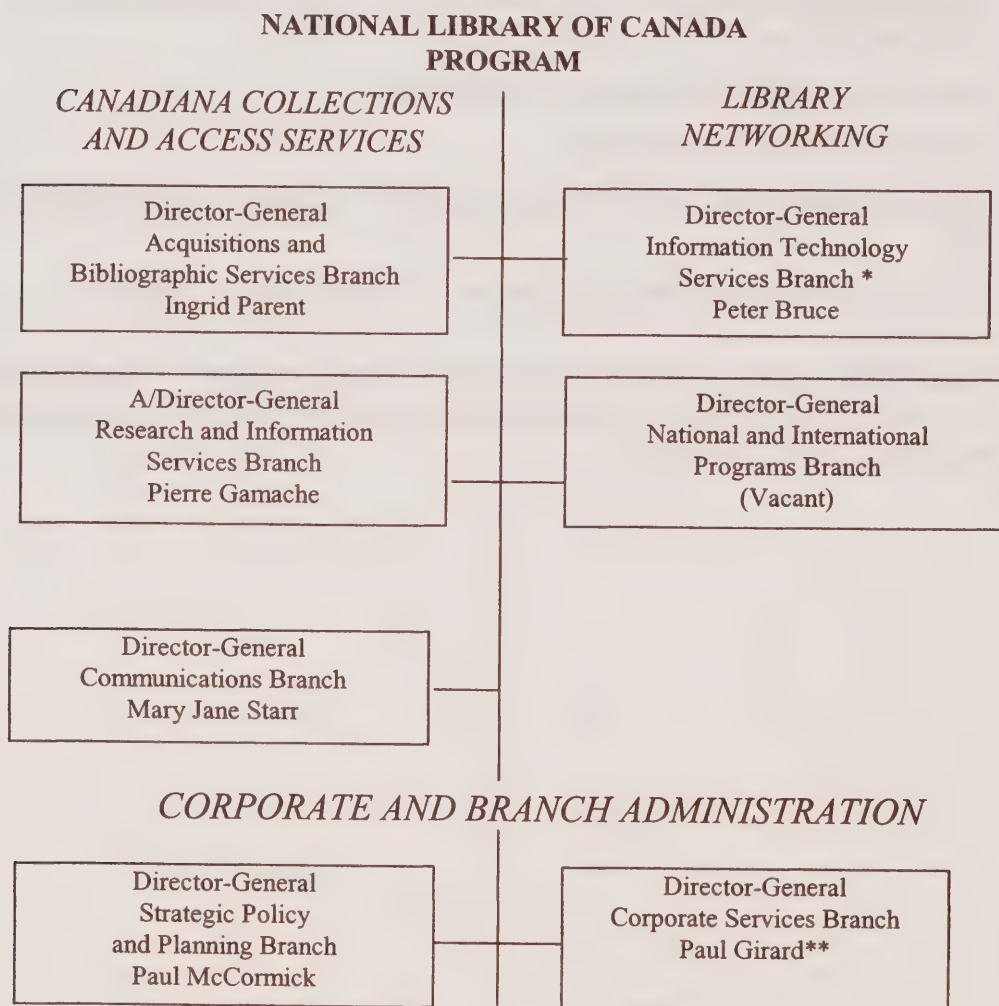 NATIONAL LIBRARY OF CANADA
PROGRAM
CANADIANA COLLECTIONS
AND ACCESS SERVICES
LIBRARY
NETWORKING
Director-General
Acquisitions and
Bibliographic Services Branch
Ingrid Parent
Director-General
Information Technology
Services Branch *
Peter Bruce
A/Director-General
Research and Information
Services Branch
Pierre Gamache
Director-General
National and International
Programs Branch
(Vacant)
Director-General
Communications Branch
Mary Jane Starr
CORPORATE AND BRANCH ADMINISTRATION
Director-General
Strategic Policy
and Planning Branch
Paul McCormick
Director-General
Corporate Services Branch
Paul Girard**